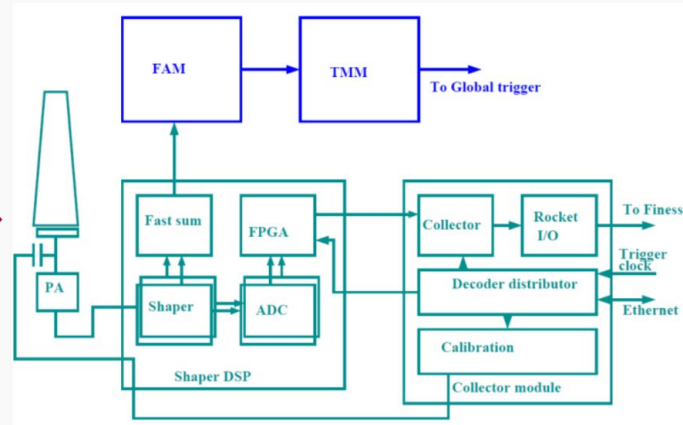 FAM
TMM
To Global trigger
Fast sum
FPGA
Collector
Rocket
I/O
To Finess
Trigger
clock
PA
Shaper
ADC
Decoder distributor
Ethernet
Calibration
Shaper DSP
Collector module